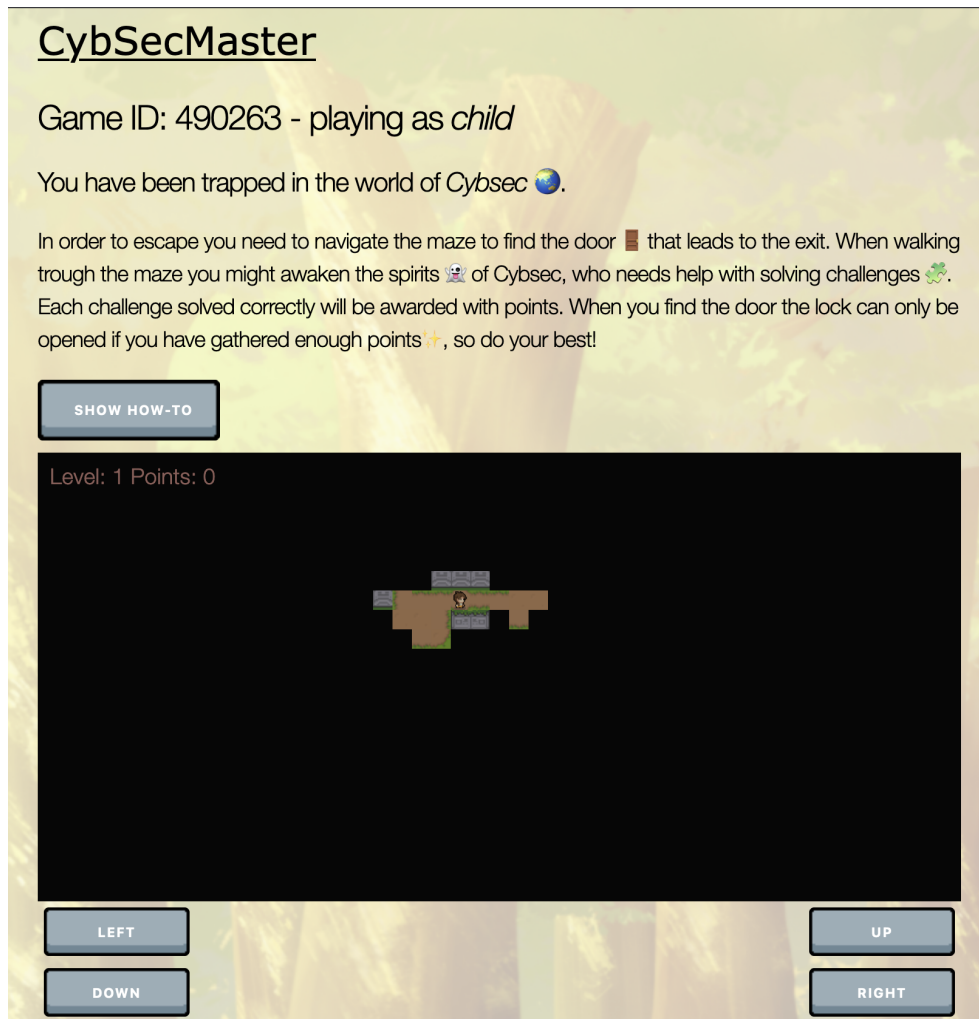 CybSecMaster
Game ID: 490263 - playing as child
You have been trapped in the world of Cybsec 🌏.
In order to escape you need to navigate the maze to find the door 🚪 that leads to the exit. When walking
trough the maze you might awaken the spirits 👻 of Cybsec, who needs help with solving challenges 🧩.
Each challenge solved correctly will be awarded with points. When you find the door the lock can only be
opened if you have gathered enough points✨, so do your best!
SHOW HOW-TO
Level: 1 Points: 0
LEFT
UP
DOWN
RIGHT